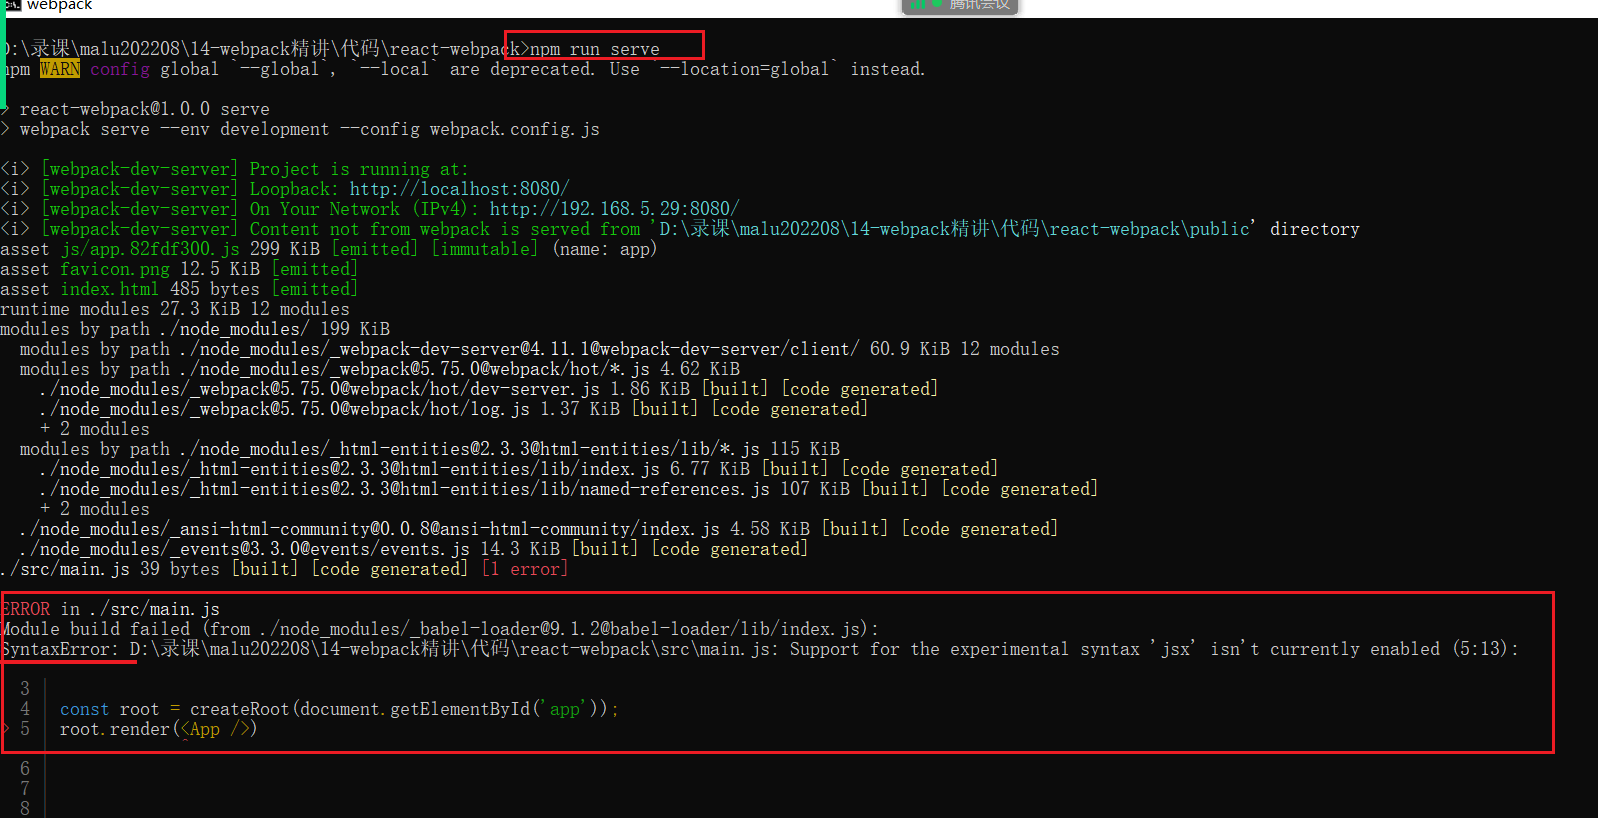 webpack
腾讯会议
D:\录课\malu202208\14-webpack精讲\代码\react-webpack>npm run serve
npm WARN config global `--global`, `--local` are deprecated. Use `--location=global` instead.
> react-webpack@1.0.0 serve
> webpack serve --env development --config webpack.config.js
<i> [webpack-dev-server] Project is running at:
<i> [webpack-dev-server] Loopback: http://localhost:8080/
<i> [webpack-dev-server] On Your Network (IPv4): http://192.168.5.29:8080/
<i> [webpack-dev-server] Content not from webpack is served from 'D:\录课\malu202208\14-webpack精讲\代码\react-webpack\public' directory
asset js/app.82fdf300.js 299 KiB [emitted] [immutable] (name: app)
asset favicon.png 12.5 KiB [emitted]
asset index.html 485 bytes [emitted]
runtime modules 27.3 KiB 12 modules
modules by path ./node_modules/ 199 KiB
  modules by path ./node_modules/_webpack-dev-server@4.11.1@webpack-dev-server/client/ 60.9 KiB 12 modules
  modules by path ./node_modules/_webpack@5.75.0@webpack/hot/*.js 4.62 KiB
    ./node_modules/_webpack@5.75.0@webpack/hot/dev-server.js 1.86 KiB [built] [code generated]
    ./node_modules/_webpack@5.75.0@webpack/hot/log.js 1.37 KiB [built] [code generated]
    + 2 modules
  modules by path ./node_modules/_html-entities@2.3.3@html-entities/lib/*.js 115 KiB
    ./node_modules/_html-entities@2.3.3@html-entities/lib/index.js 6.77 KiB [built] [code generated]
    ./node_modules/_html-entities@2.3.3@html-entities/lib/named-references.js 107 KiB [built] [code generated]
    + 2 modules
  ./node_modules/_ansi-html-community@0.0.8@ansi-html-community/index.js 4.58 KiB [built] [code generated]
  ./node_modules/_events@3.3.0@events/events.js 14.3 KiB [built] [code generated]
./src/main.js 39 bytes [built] [code generated] [1 error]
ERROR in ./src/main.js
Module build failed (from ./node_modules/_babel-loader@9.1.2@babel-loader/lib/index.js):
SyntaxError: D:\录课\malu202208\14-webpack精讲\代码\react-webpack\src\main.js: Support for the experimental syntax 'jsx' isn't currently enabled (5:13):
  3 |
  4 | const root = createRoot(document.getElementById('app'));
> 5 | root.render(<App />)
    |             ^
  6 |
  7 |
  8 |